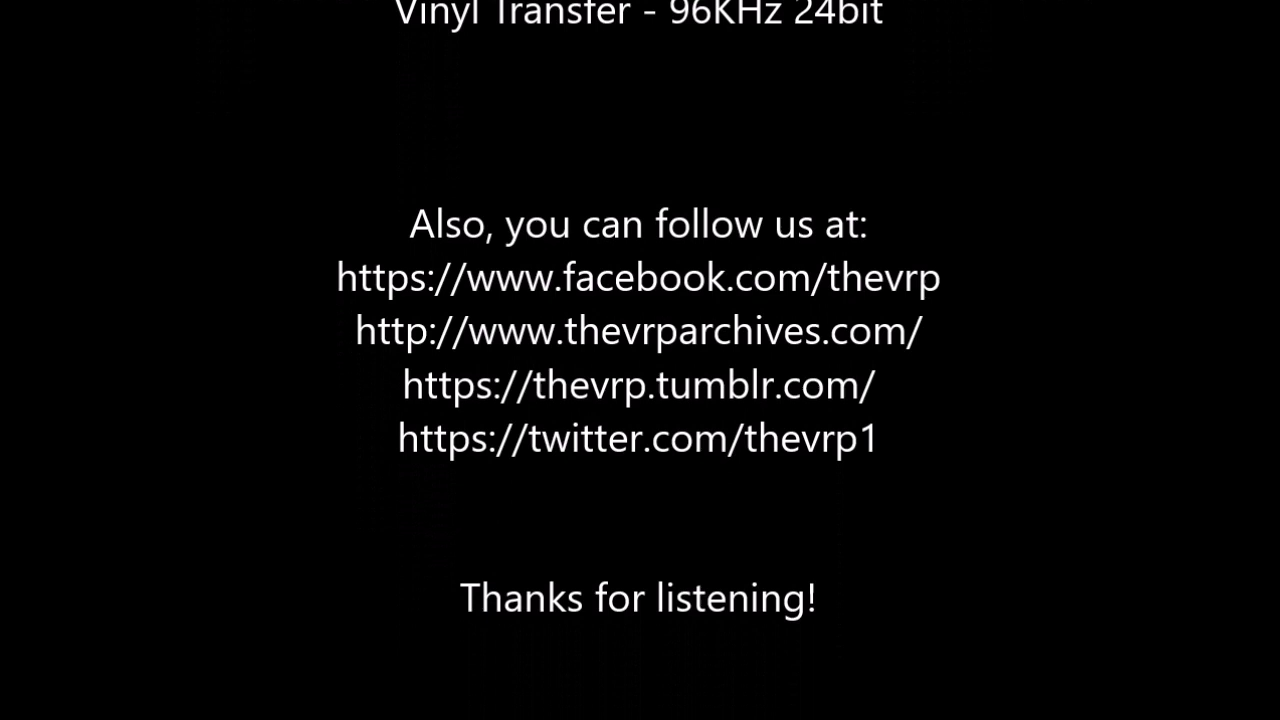 Vinyl Transfer - 96KHz 24bit
Also, you can follow us at:
https://www.facebook.com/thevrp
http://www.thevrparchives.com/
https://thevrp.tumblr.com/
https://twitter.com/thevrp1
Thanks for listening!